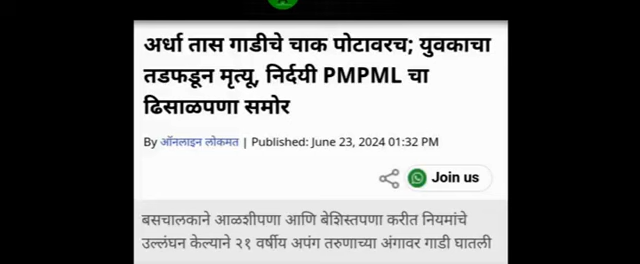 अर्धा तास गाडीचे चाक पोटावरच; युवकाचा
तडफडून मृत्यू, निर्दयी PMPML चा
ढिसाळपणा समोर
By ऑनलाइन लोकमत | Published: June 23, 2024 01:32 PM
Join us
बसचालकाने आळशीपणा आणि बेशिस्तपणा करीत नियमांचे
उल्लंघन केल्याने २१ वर्षीय अपंग तरुणाच्या अंगावर गाडी घातली